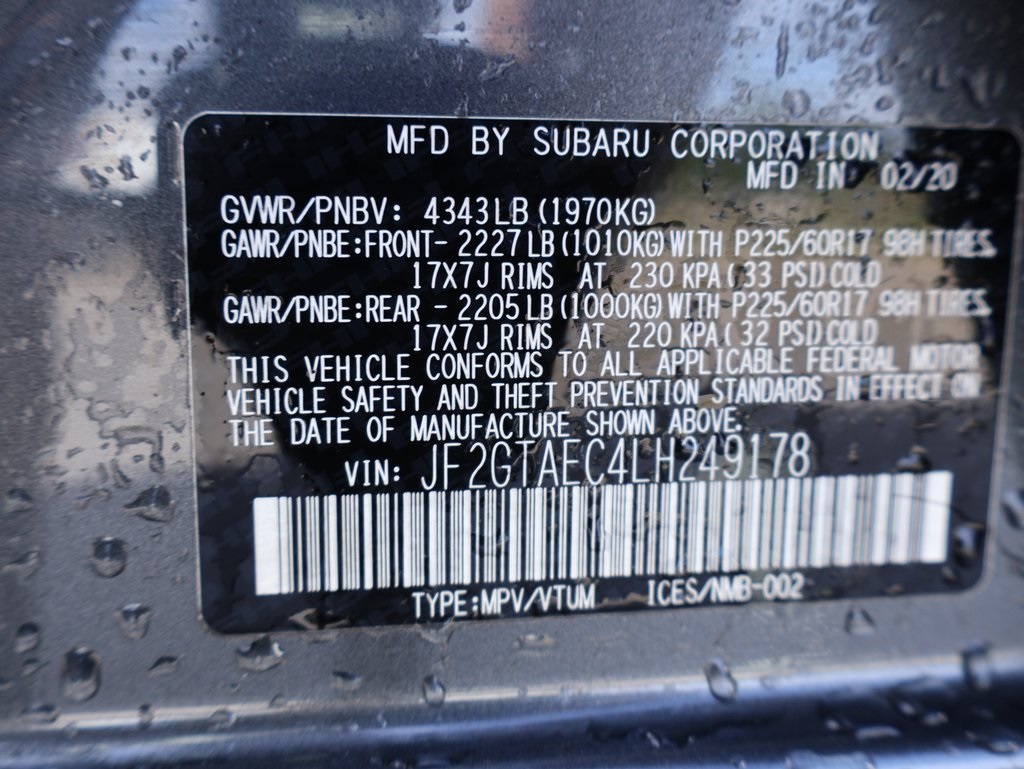 MFD BY SUBARU CORPORATION
MFD IN 02/20
GVWR/PNBV: 4343LB (1970KG)
GAWR/PNBE:FRONT- 2227 LB (1010KG) WITH P225/60R17 98H TIRES.
17X7J RIMS AT 230 KPA ( 33 PSI) COLD
GAWR/PNBE:REAR - 2205 LB (1000KG) WITH P225/60R17 98H TIRES.
17X7J RIMS AT 220 KPA ( 32 PSI) COLD
THIS VEHICLE CONFORMS TO ALL APPLICABLE FEDERAL MOTOR
VEHICLE SAFETY AND THEFT PREVENTION STANDARDS IN EFFECT ON
THE DATE OF MANUFACTURE SHOWN ABOVE.
VIN: JF2GTAEC4LH249178
TYPE:MPV/VTUM ICES/NMB-002